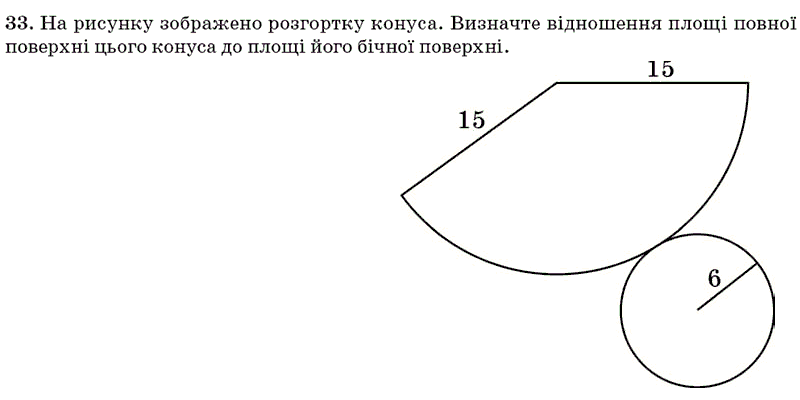 33. На рисунку зображено розгортку конуса. Визначте відношення площі повної
поверхні цього конуса до площі його бічної поверхні.
15
15
6